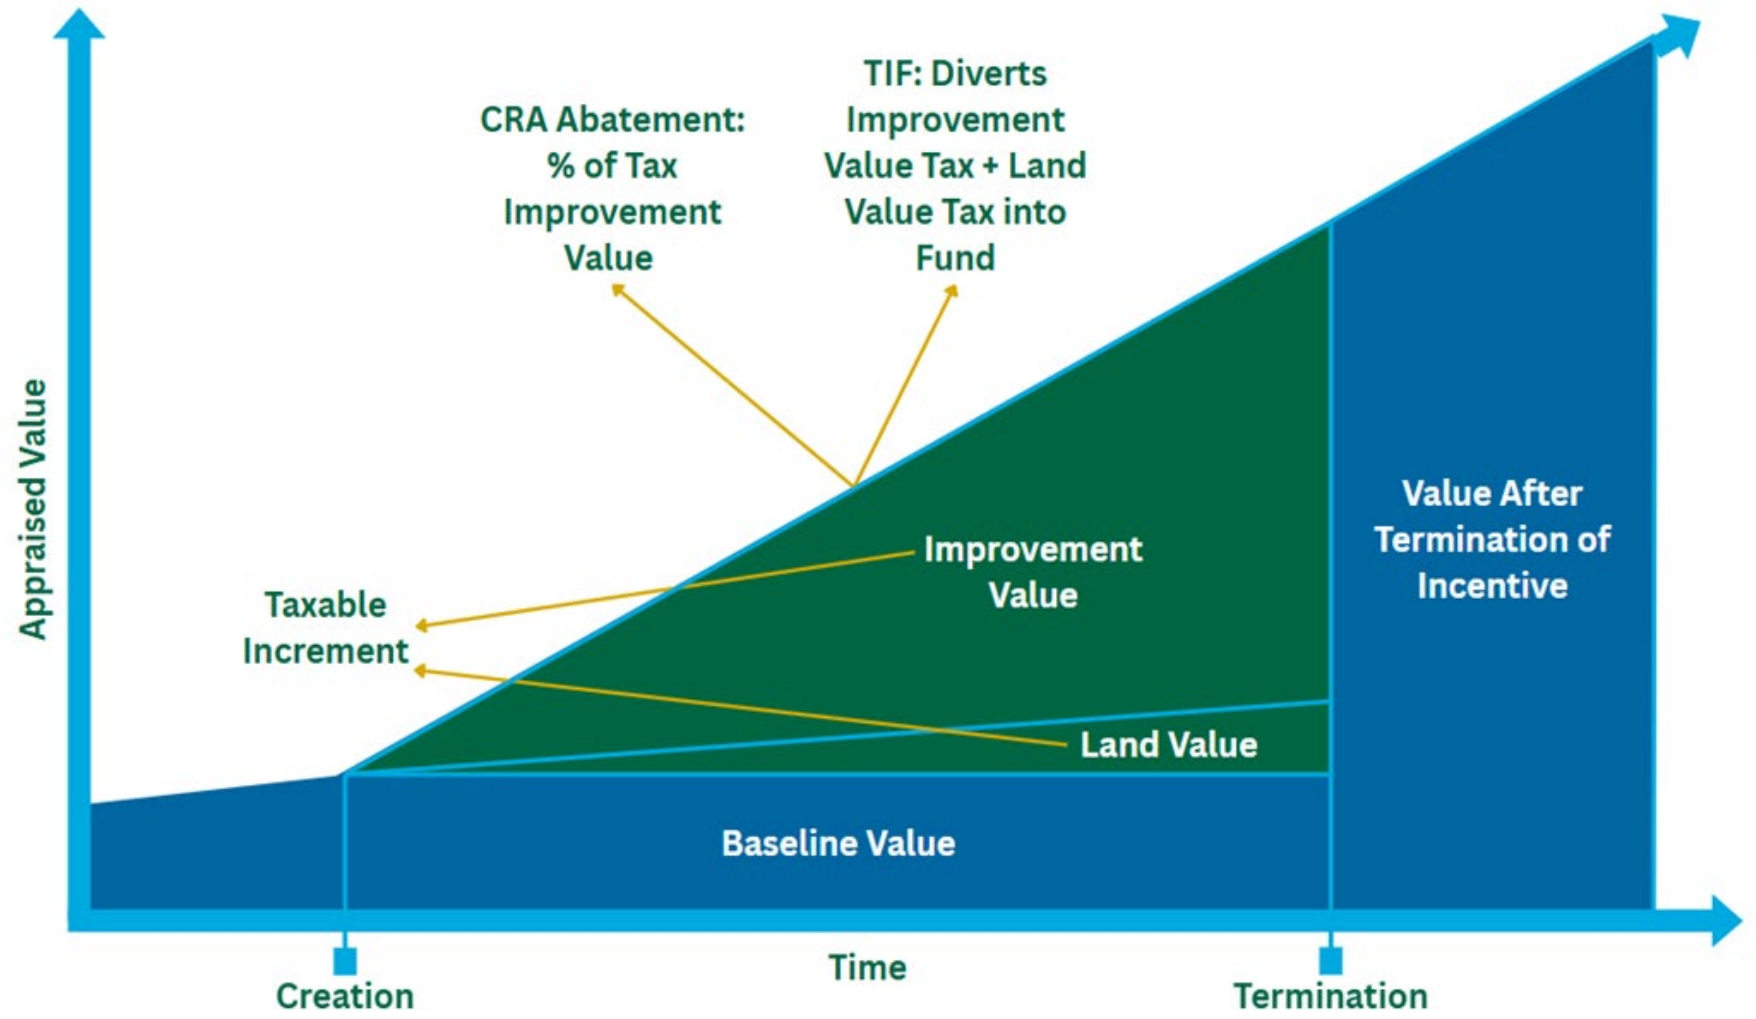 CRA Abatement:
% of Tax
Improvement
Value
TIF: Diverts
Improvement
Value Tax + Land
Value Tax into
Fund
Appraised Value
Taxable
Increment
Improvement
Value
Land Value
Value After
Termination of
Incentive
Baseline Value
Creation
Time
Termination